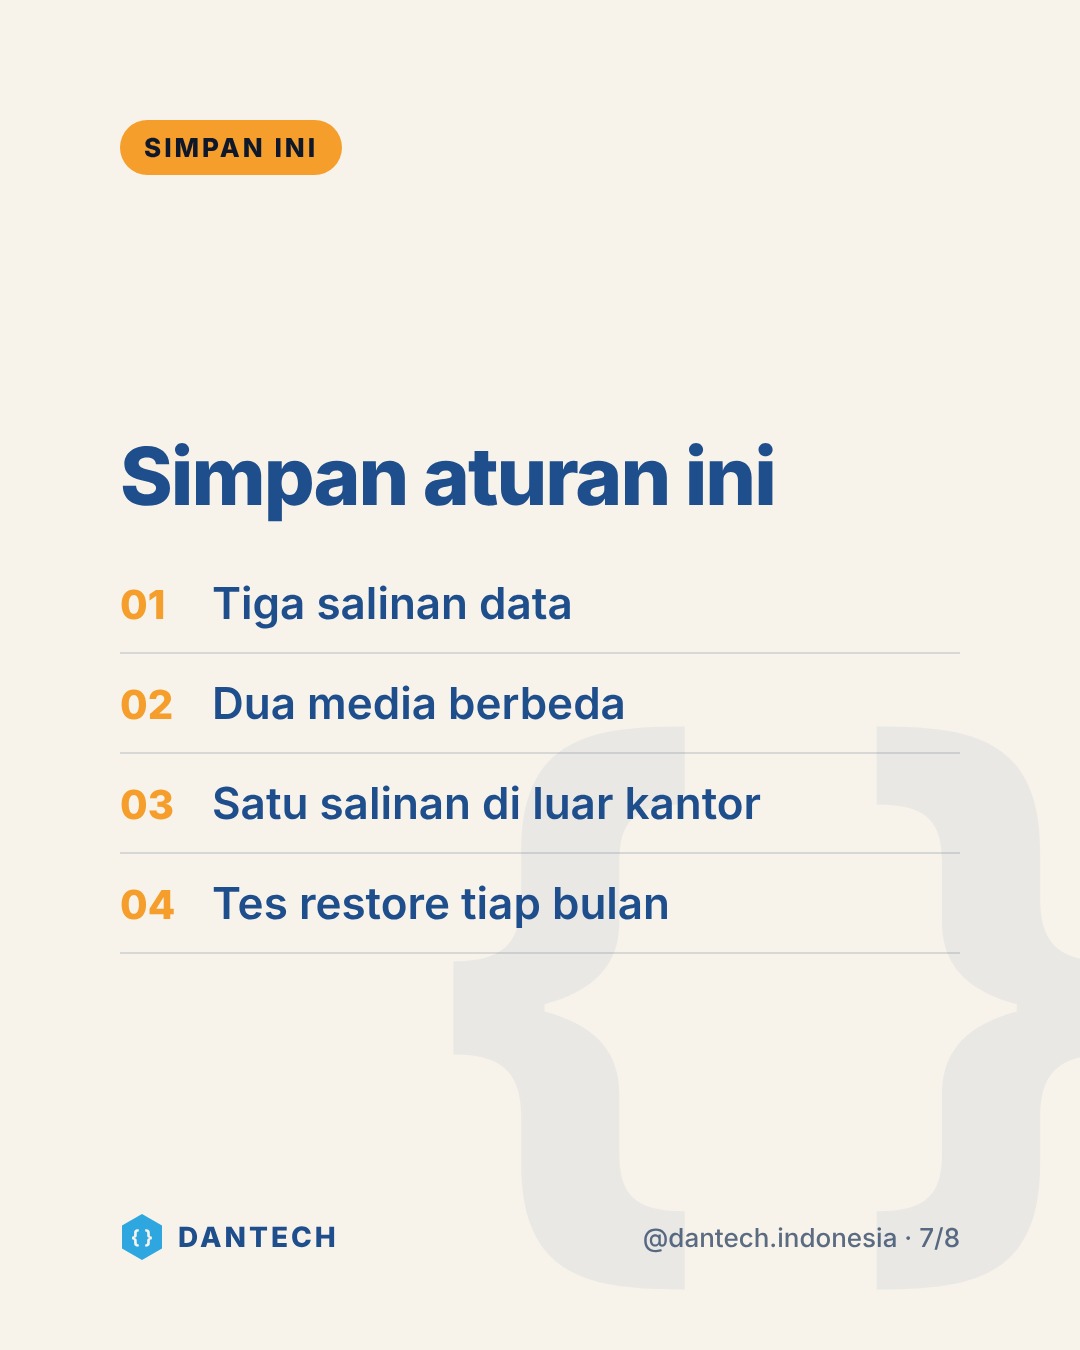 SIMPAN INI
Simpan aturan ini
01 Tiga salinan data
02 Dua media berbeda
03 Satu salinan di luar kantor
04 Tes restore tiap bulan
{} DANTECH
@dantech.indonesia · 7/8